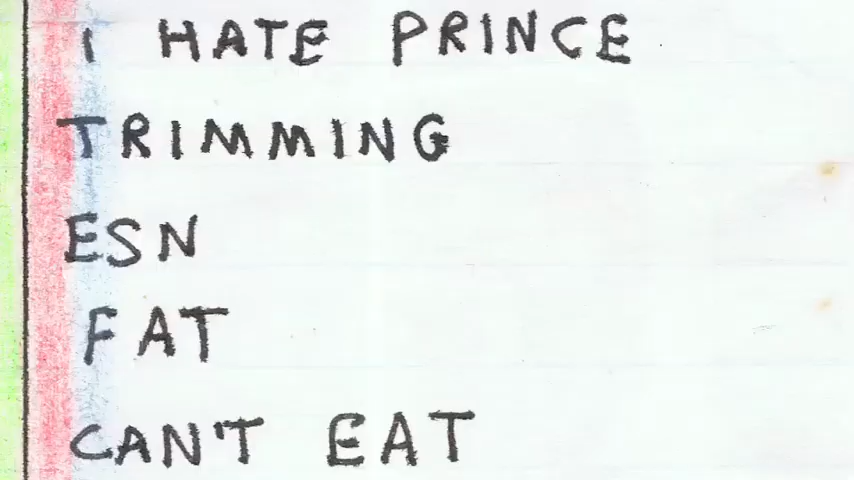 I HATE PRINCE
TRIMMING
ESN
FAT
CAN'T EAT